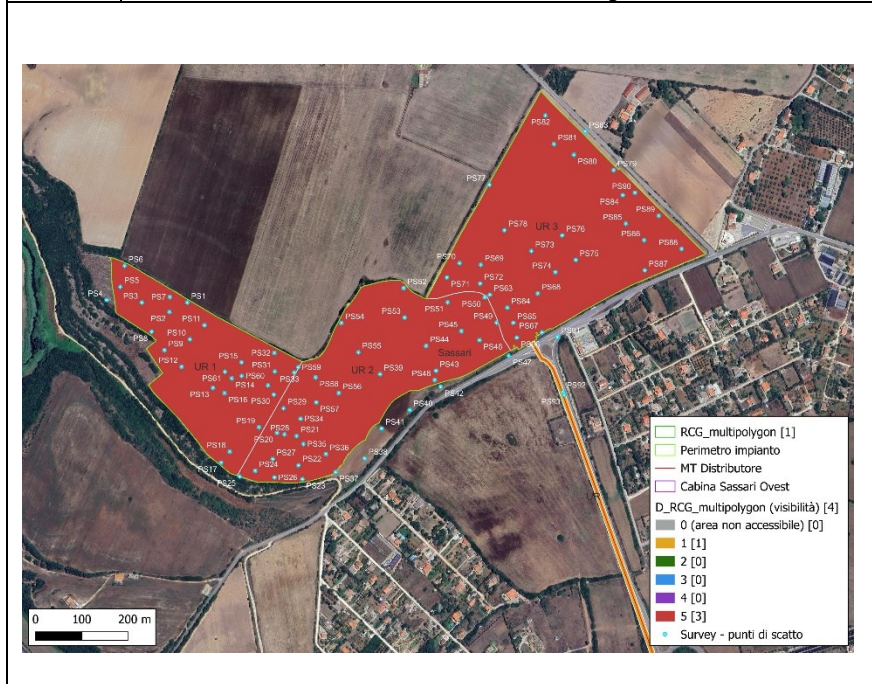 PS82
PS83
PS81
PS80
PS79
PS77
PS90
PS84
PS89
PS85
PS78
UR 3
PS76
PS86
PS73
PS88
PS75
PS87
PS70
PS69
PS74
PS71
PS72
PS6
PS5
PS4
PS3
PS7
PS1
PS2
PS62
PS63
PS68
PS51
PS50
PS64
PS8
PS11
PS54
PS53
PS49
PS65
PS10
PS45
PS67
PS91
PS9
PS44
PS46
PS66
PS32
PS55
Sassari
PS47
PS12
UR 1
PS15
PS31
PS59
UR 2
PS39
PS43
PS61
PS60
PS33
PS58
PS48
PS42
PS92
PS13
PS14
PS56
PS93
PS16
PS30
PS57
PS40
PS29
PS34
PS41
PS19
PS28
PS21
PS20
PS35
PS18
PS27
PS36
PS38
PS17
PS24
PS22
PS25
PS26
PS23
PS37
UR
RCG_multipolygon [1]
Perimetro impianto
MT Distributore
Cabina Sassari Ovest
D_RCG_multipolygon (visibilità) [4]
0 (area non accessibile) [0]
1 [1]
2 [0]
3 [0]
4 [0]
5 [3]
Survey - punti di scatto
0 100 200 m